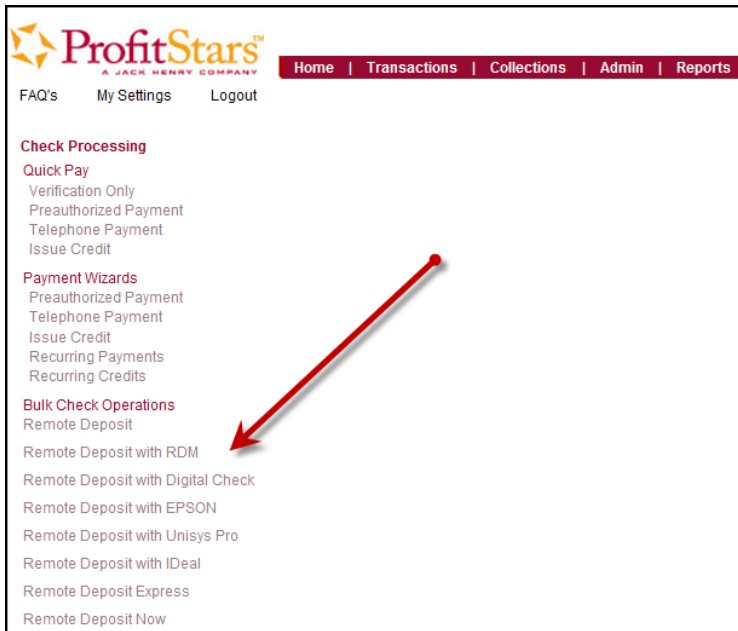 ProfitStars™
A JACK HENRY COMPANY
Home | Transactions | Collections | Admin | Reports
FAQ's My Settings Logout
Check Processing
Quick Pay
Verification Only
Preauthorized Payment
Telephone Payment
Issue Credit
Payment Wizards
Preauthorized Payment
Telephone Payment
Issue Credit
Recurring Payments
Recurring Credits
Bulk Check Operations
Remote Deposit
Remote Deposit with RDM
Remote Deposit with Digital Check
Remote Deposit with EPSON
Remote Deposit with Unisys Pro
Remote Deposit with IDeal
Remote Deposit Express
Remote Deposit Now